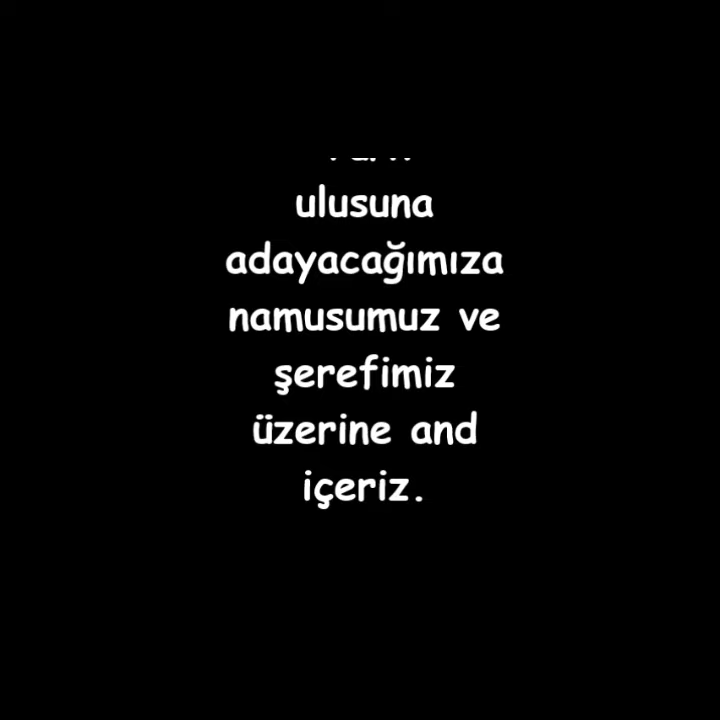 ulusuna
adayacağımıza
namusumuz ve
şerefimiz
üzerine and
içeriz.